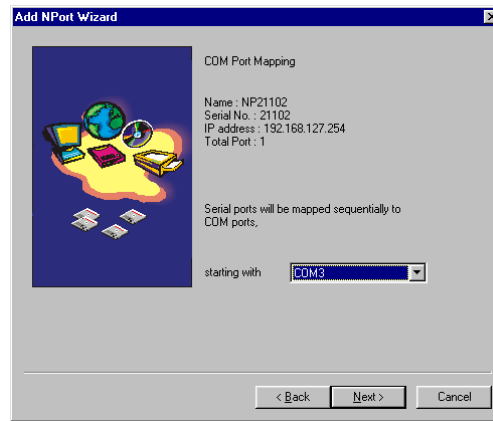 Add NPort Wizard
COM Port Mapping
Name : NP21102
Serial No. : 21102
IP address : 192.168.127.254
Total Port : 1
Serial ports will be mapped sequentially to
COM ports,
starting with
COM3
< Back
Next >
Cancel